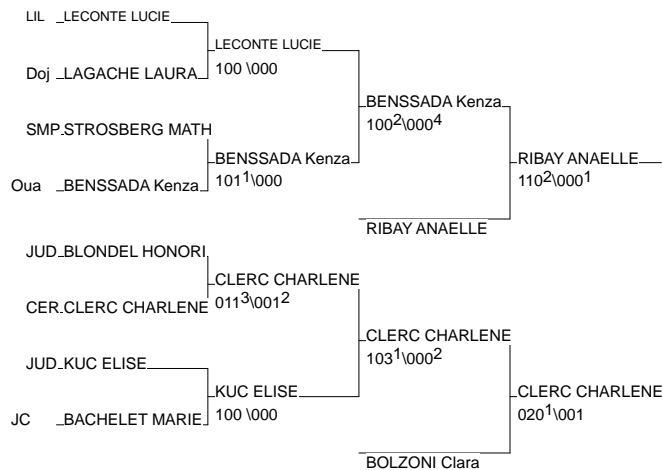 LIL LECONTE LUCIE
LECONTE LUCIE
100 \000
Doj LAGACHE LAURA
BENSSADA Kenza
100²\000⁴
SMP STROSBERG MATH
BENSSADA Kenza
101¹\000
RIBAY ANAELLE
110²\000¹
Oua BENSSADA Kenza
RIBAY ANAELLE
JUD BLONDEL HONORI
CLERC CHARLENE
011³\001²
CER CLERC CHARLENE
CLERC CHARLENE
103¹\000²
JUD KUC ELISE
KUC ELISE
100 \000
CLERC CHARLENE
020¹\001
JC BACHELET MARIE
BOLZONI Clara